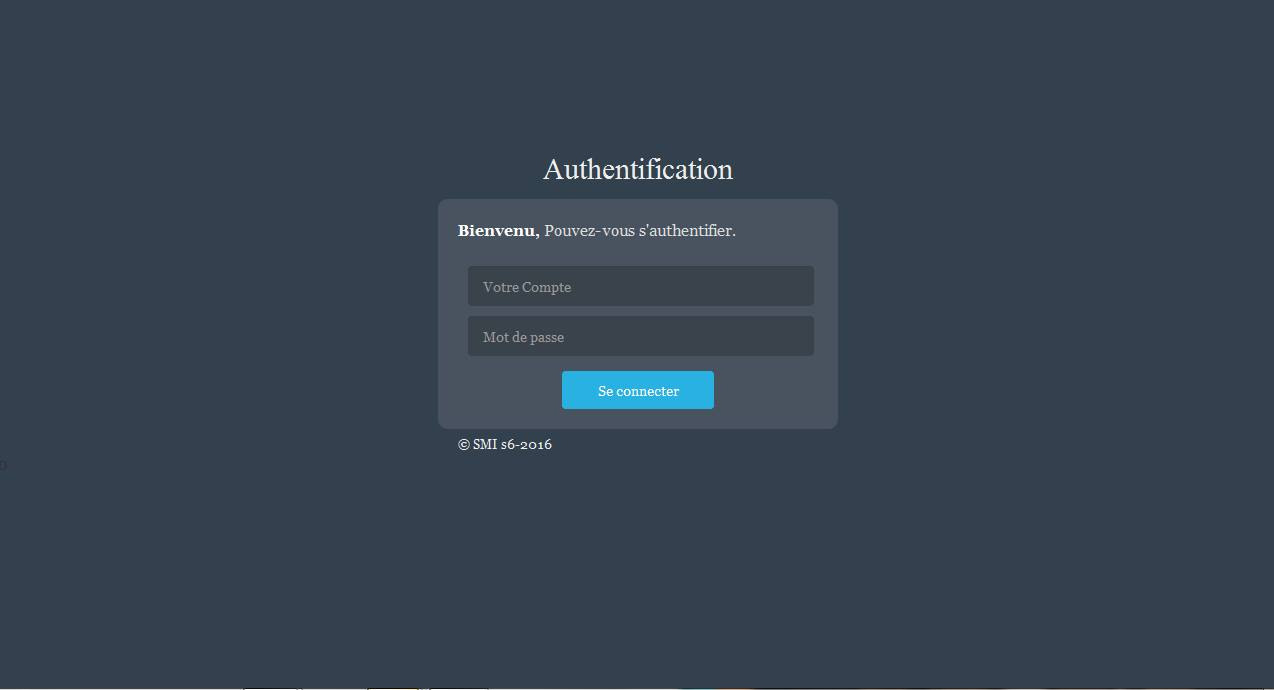 Authentification
Bienvenu, Pouvez-vous s'authentifier.
Votre Compte
Mot de passe
Se connecter
© SMI s6-2016